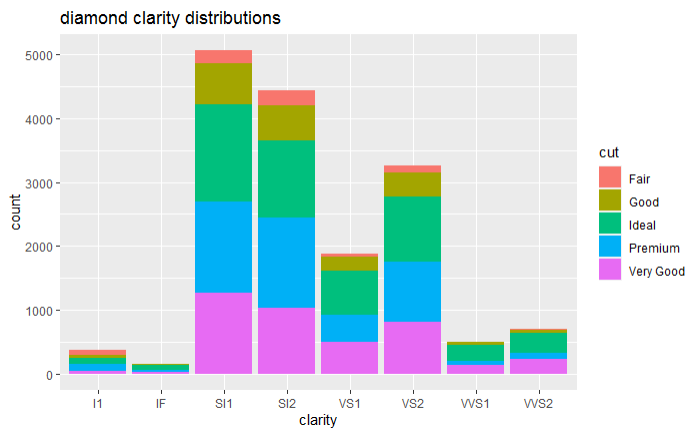 diamond clarity distributions
5000
4000
3000
2000
1000
0
count
I1 IF SI1 SI2 VS1 VS2 VVS1 VVS2
clarity
cut
Fair
Good
Ideal
Premium
Very Good